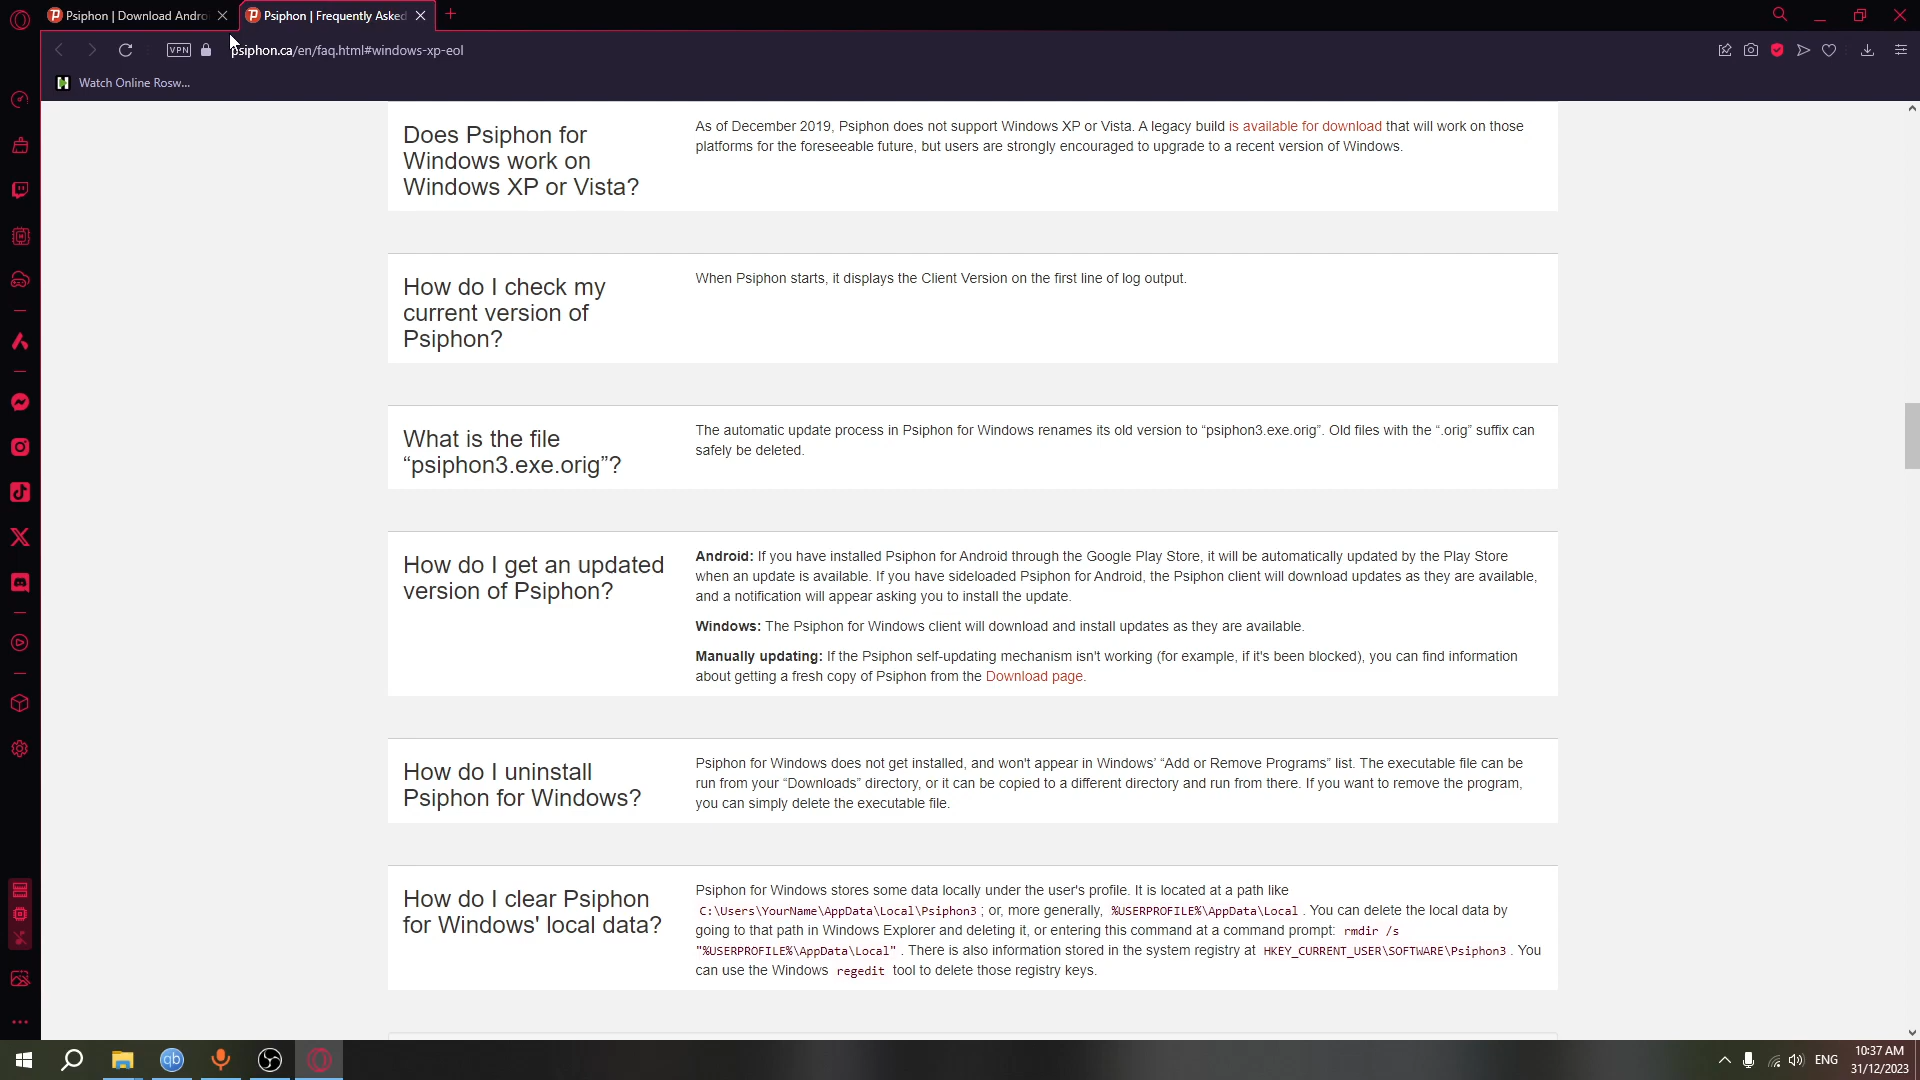 Psiphon | Download Andro
Psiphon | Frequently Asked
VPN
psiphon.ca/en/faq.html#windows-xp-eol
Watch Online Rosw...
Does Psiphon for
Windows work on
Windows XP or Vista?
As of December 2019, Psiphon does not support Windows XP or Vista. A legacy build is available for download that will work on those
platforms for the foreseeable future, but users are strongly encouraged to upgrade to a recent version of Windows.
How do I check my
current version of
Psiphon?
When Psiphon starts, it displays the Client Version on the first line of log output.
What is the file
“psiphon3.exe.orig”?
The automatic update process in Psiphon for Windows renames its old version to “psiphon3.exe.orig”. Old files with the “.orig” suffix can
safely be deleted.
How do I get an updated
version of Psiphon?
Android: If you have installed Psiphon for Android through the Google Play Store, it will be automatically updated by the Play Store
when an update is available. If you have sideloaded Psiphon for Android, the Psiphon client will download updates as they are available,
and a notification will appear asking you to install the update.
Windows: The Psiphon for Windows client will download and install updates as they are available.
Manually updating: If the Psiphon self-updating mechanism isn't working (for example, if it's been blocked), you can find information
about getting a fresh copy of Psiphon from the Download page.
How do I uninstall
Psiphon for Windows?
Psiphon for Windows does not get installed, and won't appear in Windows’ “Add or Remove Programs” list. The executable file can be
run from your “Downloads” directory, or it can be copied to a different directory and run from there. If you want to remove the program,
you can simply delete the executable file.
How do I clear Psiphon
for Windows' local data?
Psiphon for Windows stores some data locally under the user's profile. It is located at a path like
C:\Users\YourName\AppData\Local\Psiphon3 ; or, more generally, %USERPROFILE%\AppData\Local . You can delete the local data by
going to that path in Windows Explorer and deleting it, or entering this command at a command prompt: rmdir /s
"%USERPROFILE%\AppData\Local" . There is also information stored in the system registry at HKEY_CURRENT_USER\SOFTWARE\Psiphon3 . You
can use the Windows regedit tool to delete those registry keys.
qb
ENG
10:37 AM
31/12/2023